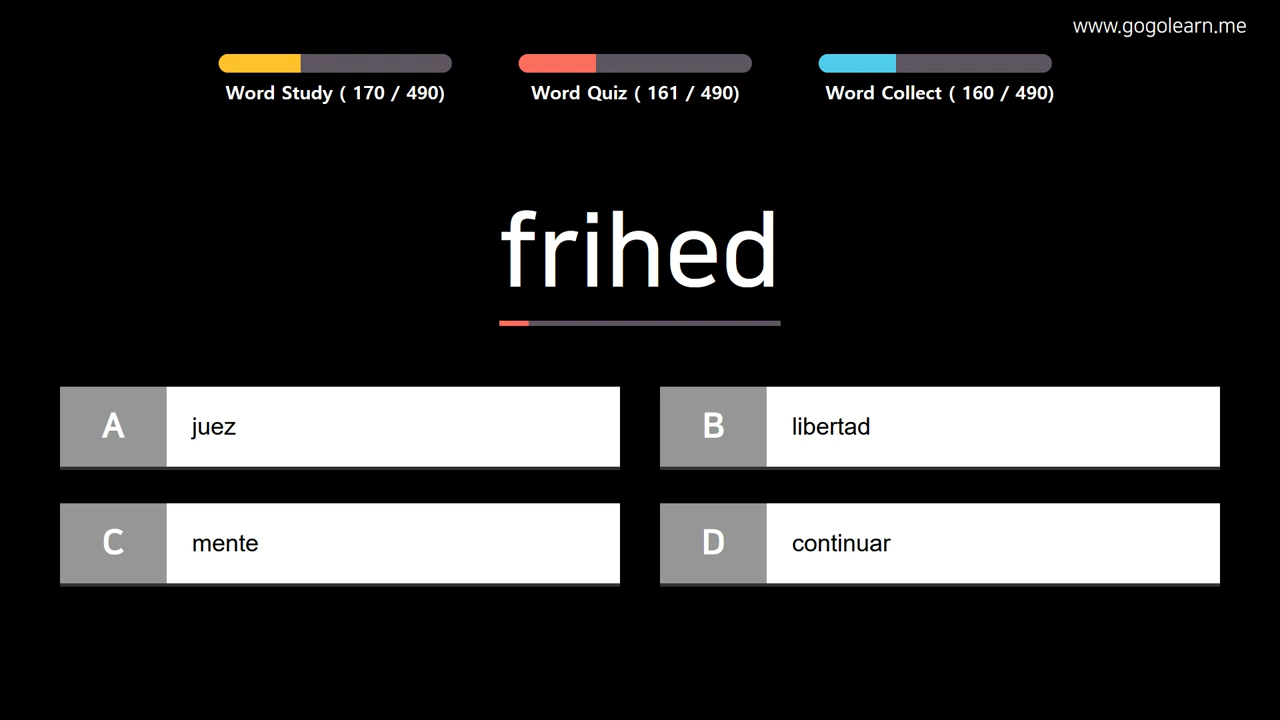 www.gogolearn.me
Word Study ( 170 / 490)
Word Quiz ( 161 / 490)
Word Collect ( 160 / 490)
frihed
A juez
B libertad
C mente
D continuar